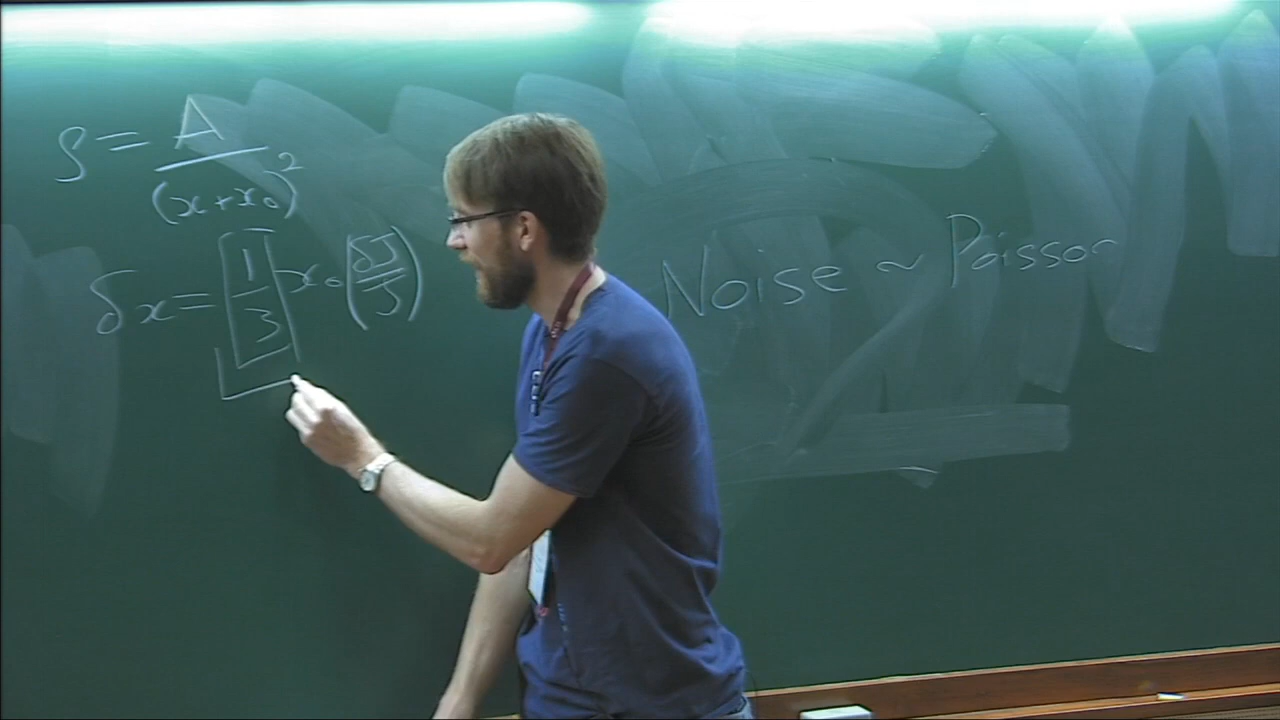 S = A / (x + x₀)²
δx = [1/3] x₀ (δJ/J)
Noise ~ Poisson